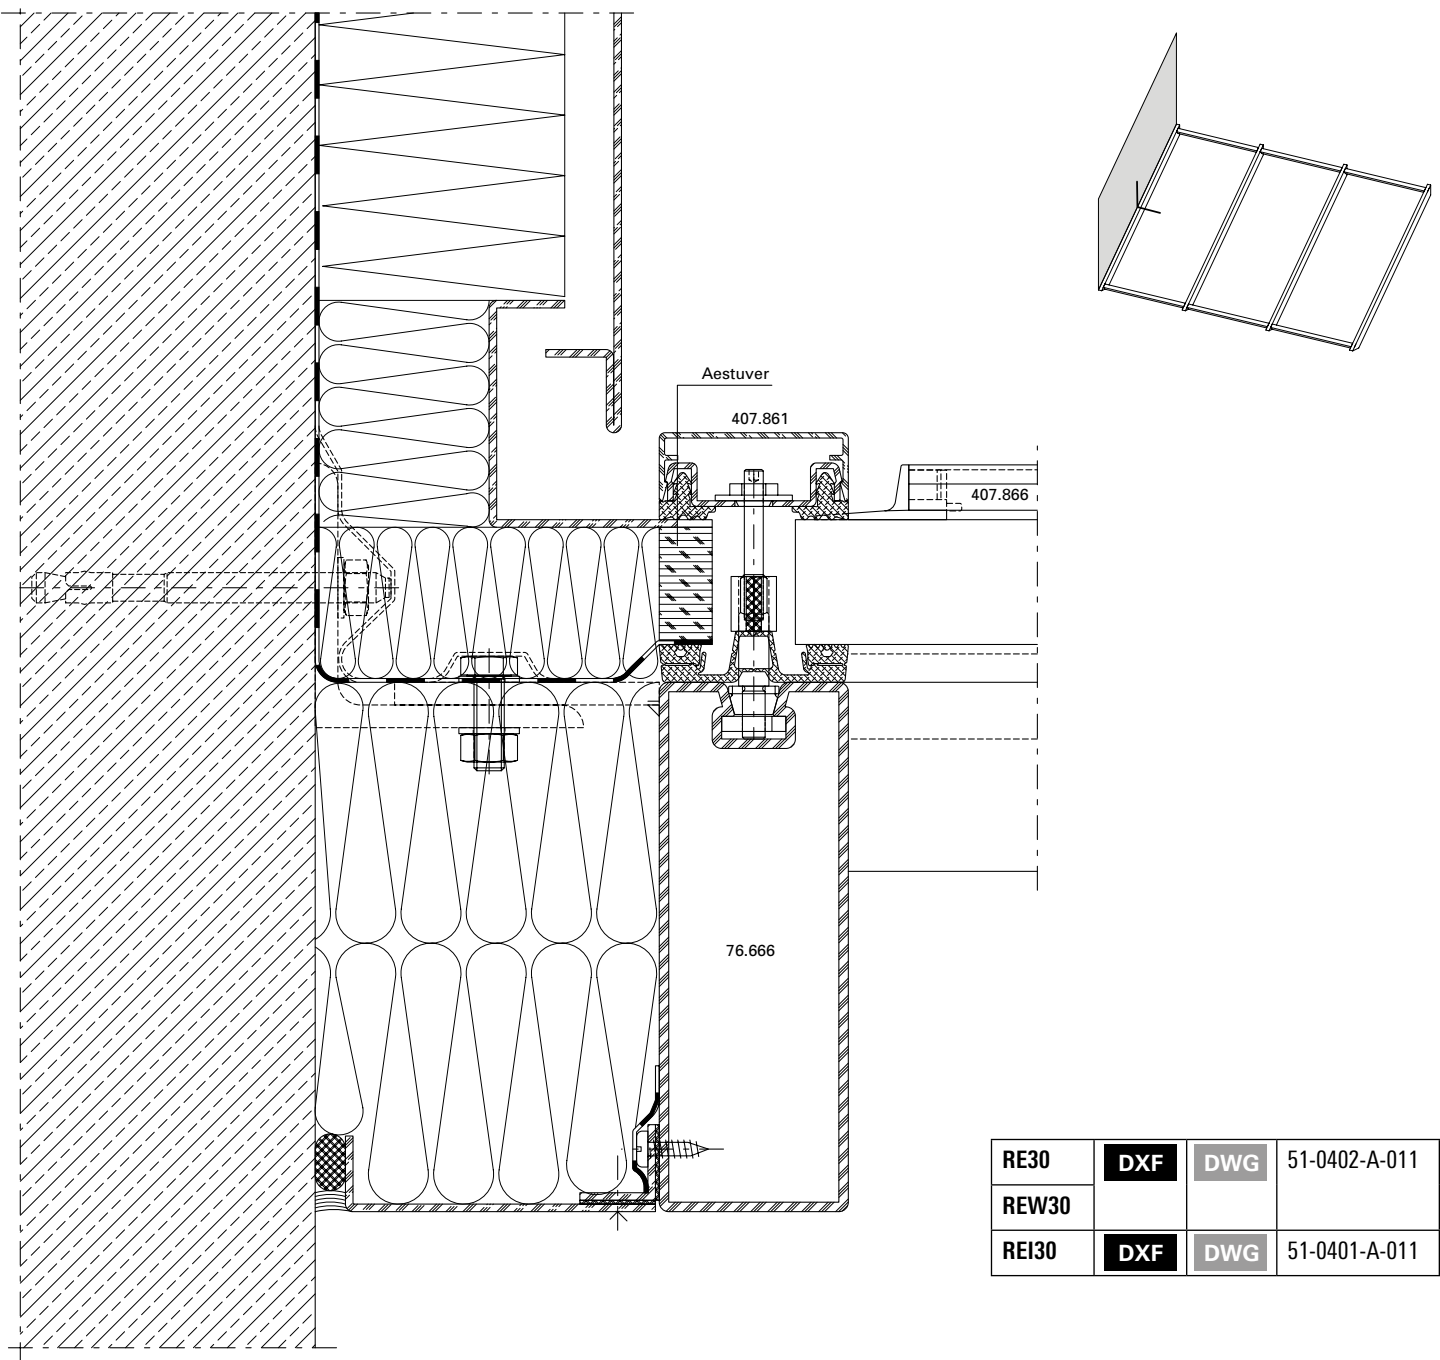 Aestuver
407.861
407.866
76.666
RE30 DXF DWG 51-0402-A-011
REW30
REI30 DXF DWG 51-0401-A-011